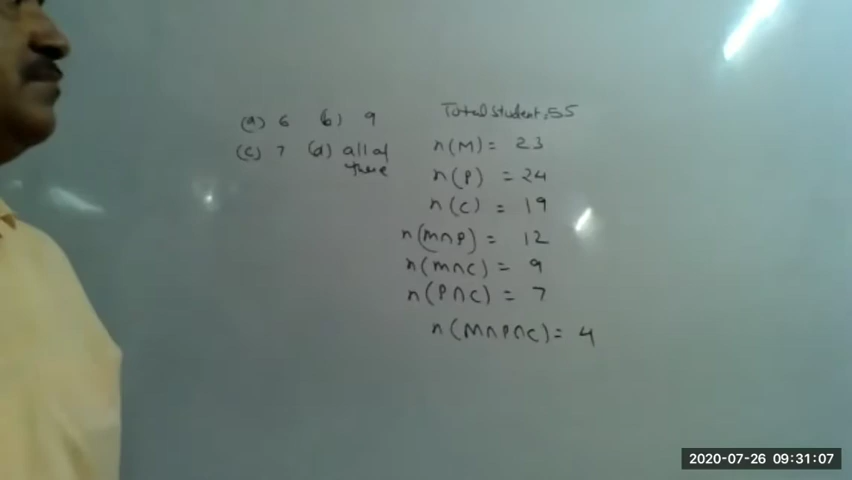 (a) 6 (b) 9
(c) 7 (d) all of
these
Total Student = 55
n(M) = 23
n(P) = 24
n(C) = 19
n(M∩P) = 12
n(M∩C) = 9
n(P∩C) = 7
n(M∩P∩C) = 4
2020-07-26 09:31:07